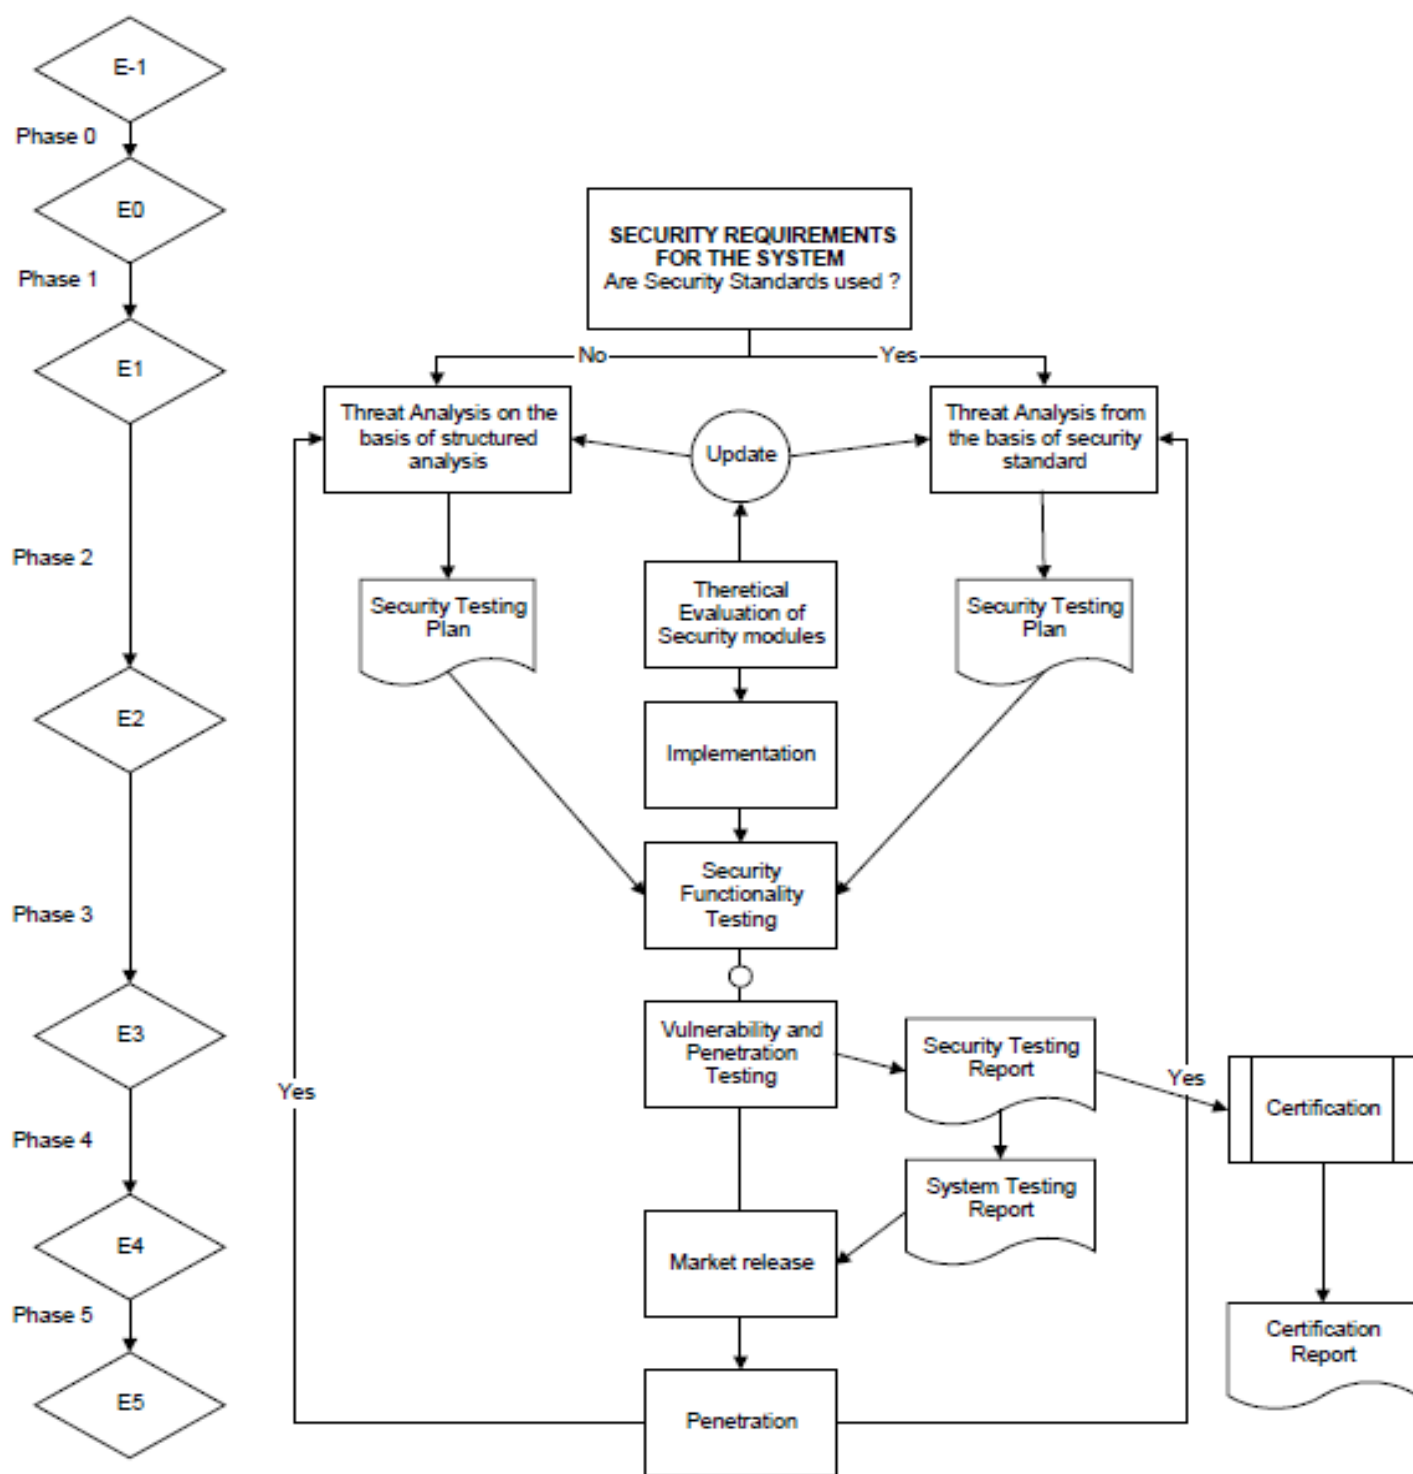 E-1
Phase 0
E0
Phase 1
E1
Phase 2
E2
Phase 3
E3
Phase 4
E4
Phase 5
E5
SECURITY REQUIREMENTS
FOR THE SYSTEM
Are Security Standards used ?
No
Yes
Threat Analysis on the
basis of structured
analysis
Update
Threat Analysis from
the basis of security
standard
Security Testing
Plan
Theretical
Evaluation of
Security modules
Security Testing
Plan
Implementation
Security
Functionality
Testing
Vulnerability and
Penetration
Testing
Security Testing
Report
Yes
Yes
Certification
System Testing
Report
Market release
Certification
Report
Penetration